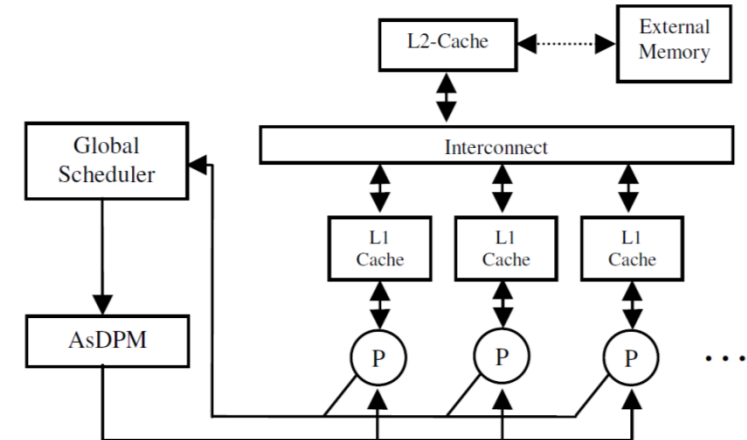 L2-Cache
External
Memory
Global
Scheduler
Interconnect
L1
Cache
L1
Cache
L1
Cache
AsDPM
P
P
P
...